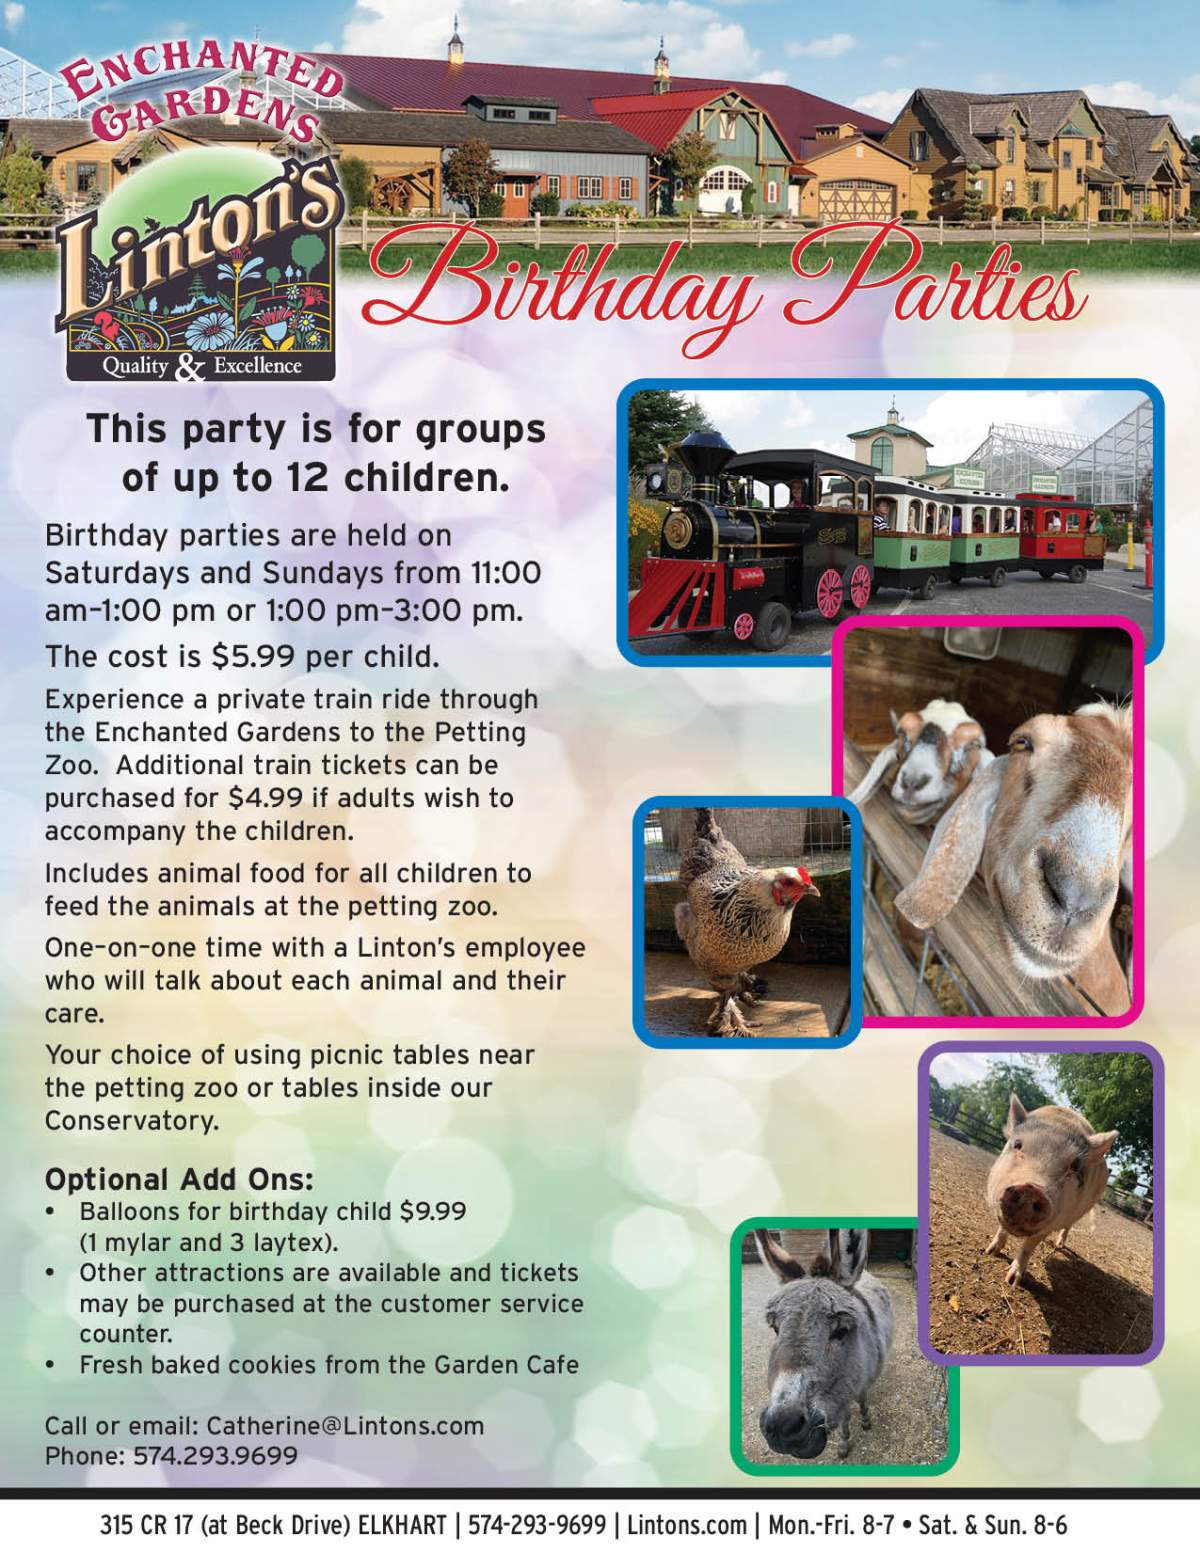 ENCHANTED
GARDENS
Linton's
Quality & Excellence
Birthday Parties
This party is for groups
of up to 12 children.
Birthday parties are held on
Saturdays and Sundays from 11:00
am–1:00 pm or 1:00 pm–3:00 pm.
The cost is $5.99 per child.
Experience a private train ride through
the Enchanted Gardens to the Petting
Zoo.  Additional train tickets can be
purchased for $4.99 if adults wish to
accompany the children.
Includes animal food for all children to
feed the animals at the petting zoo.
One–on–one time with a Linton's employee
who will talk about each animal and their
care.
Your choice of using picnic tables near
the petting zoo or tables inside our
Conservatory.
Optional Add Ons:
• Balloons for birthday child $9.99
(1 mylar and 3 laytex).
• Other attractions are available and tickets
may be purchased at the customer service
counter.
• Fresh baked cookies from the Garden Cafe
Call or email: Catherine@Lintons.com
Phone: 574.293.9699
315 CR 17 (at Beck Drive) ELKHART | 574-293-9699 | Lintons.com | Mon.-Fri. 8-7 • Sat. & Sun. 8-6